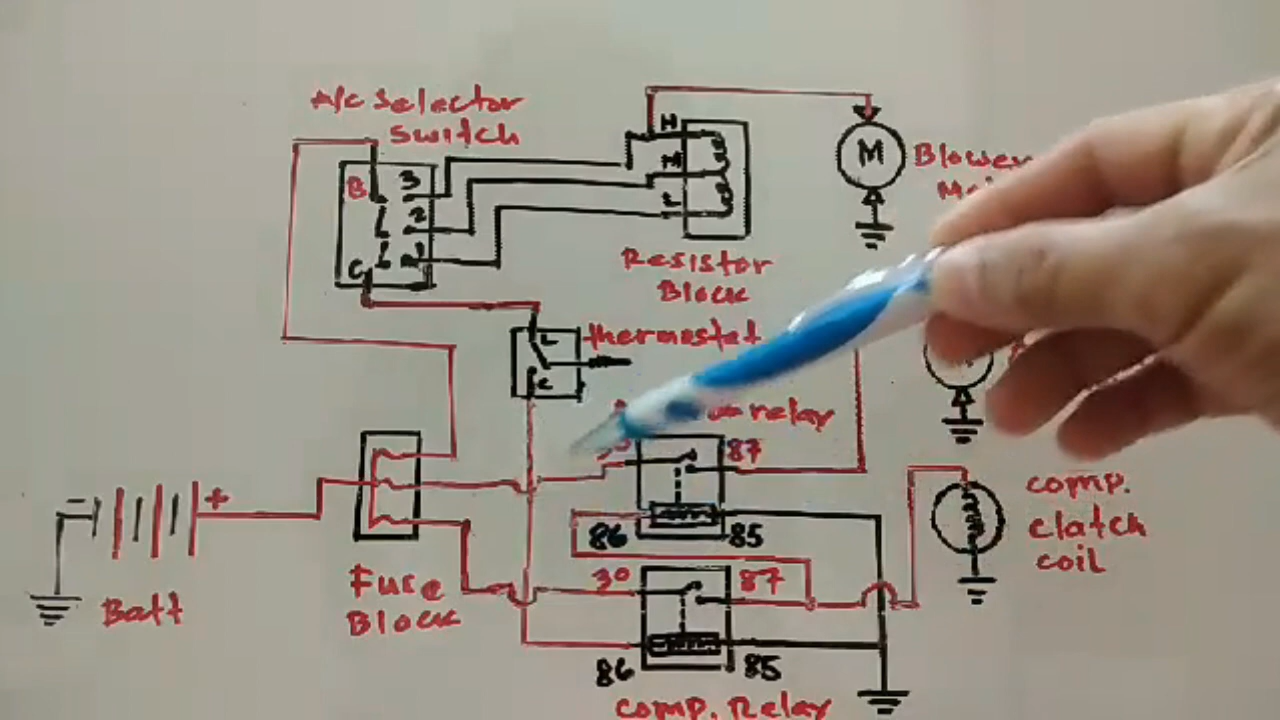 A/c selector
switch
B
3
2
1
C
H
M
L
Resistor
Block
M
Blower
thermostat
L
C
relay
87
86
85
30
87
86
85
comp. Relay
comp.
clatch
coil
- +
Batt
Fuse
Block